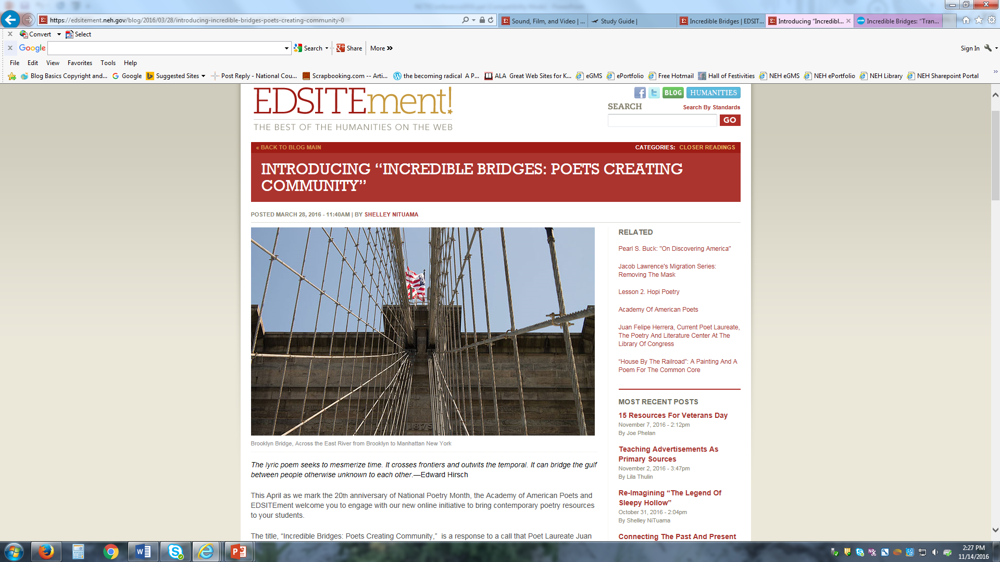 https://edsitement.neh.gov/blog/2016/03/28/introducing-incredible-bridges-poets-creating-community-0
Sound, Film, and Video | ...
Study Guide |
Incredible Bridges | EDSIT...
Introducing “Incredibl...
Incredible Bridges: “Tran...
Convert
Select
Google
Search
Share
More »
Sign In
File Edit View Favorites Tools Help
Blog Basics Copyright and...
Google
Suggested Sites
Post Reply - National Cou...
Scrapbooking.com -- Arti...
the becoming radical A P...
ALA Great Web Sites for K...
eGMS
ePortfolio
Free Hotmail
Hall of Festivities
NEH eGMS
NEH ePortfolio
NEH Library
NEH Sharepoint Portal
EDSITEment!
THE BEST OF THE HUMANITIES ON THE WEB
BLOG
HUMANITIES
SEARCH
Search By Standards
GO
« BACK TO BLOG MAIN
CATEGORIES: CLOSER READINGS
INTRODUCING “INCREDIBLE BRIDGES: POETS CREATING
COMMUNITY”
POSTED MARCH 28, 2016 - 11:40AM | BY SHELLEY NITUAMA
1875
Brooklyn Bridge, Across the East River from Brooklyn to Manhattan New York
The lyric poem seeks to mesmerize time. It crosses frontiers and outwits the temporal. It can bridge the gulf
between people otherwise unknown to each other.—Edward Hirsch
This April as we mark the 20th anniversary of National Poetry Month, the Academy of American Poets and
EDSITEment welcome you to engage with our new online initiative to bring contemporary poetry resources
to your students.
The title, “Incredible Bridges: Poets Creating Community,” is a response to a call that Poet Laureate Juan
RELATED
Pearl S. Buck: "On Discovering America"
Jacob Lawrence's Migration Series:
Removing The Mask
Lesson 2. Hopi Poetry
Academy Of American Poets
Juan Felipe Herrera, Current Poet Laureate,
The Poetry And Literature Center At The
Library Of Congress
“House By The Railroad”: A Painting And A
Poem For The Common Core
MOST RECENT POSTS
15 Resources For Veterans Day
November 7, 2016 - 2:12pm
By Joe Phelan
Teaching Advertisements As
Primary Sources
November 2, 2016 - 3:47pm
By Lila Thulin
Re-Imagining “The Legend Of
Sleepy Hollow”
October 31, 2016 - 2:04pm
By Shelley NiTuama
Connecting The Past And Present
2:27 PM
11/14/2016